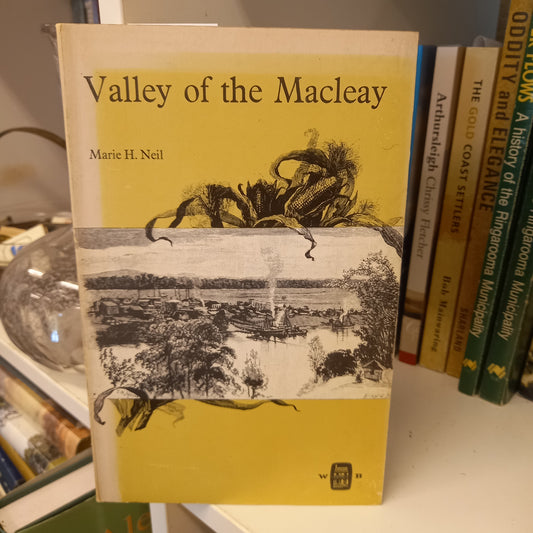 Valley of the Macleay
Marie H. Neil
W B
Arthursleigh Chrissy Fletcher
THE GOLD COAST SETTLERS
Bob Mainwaring
ODDITY and ELEGANCE
A history of the Ringarooma Municipality
Ringarooma Municipality